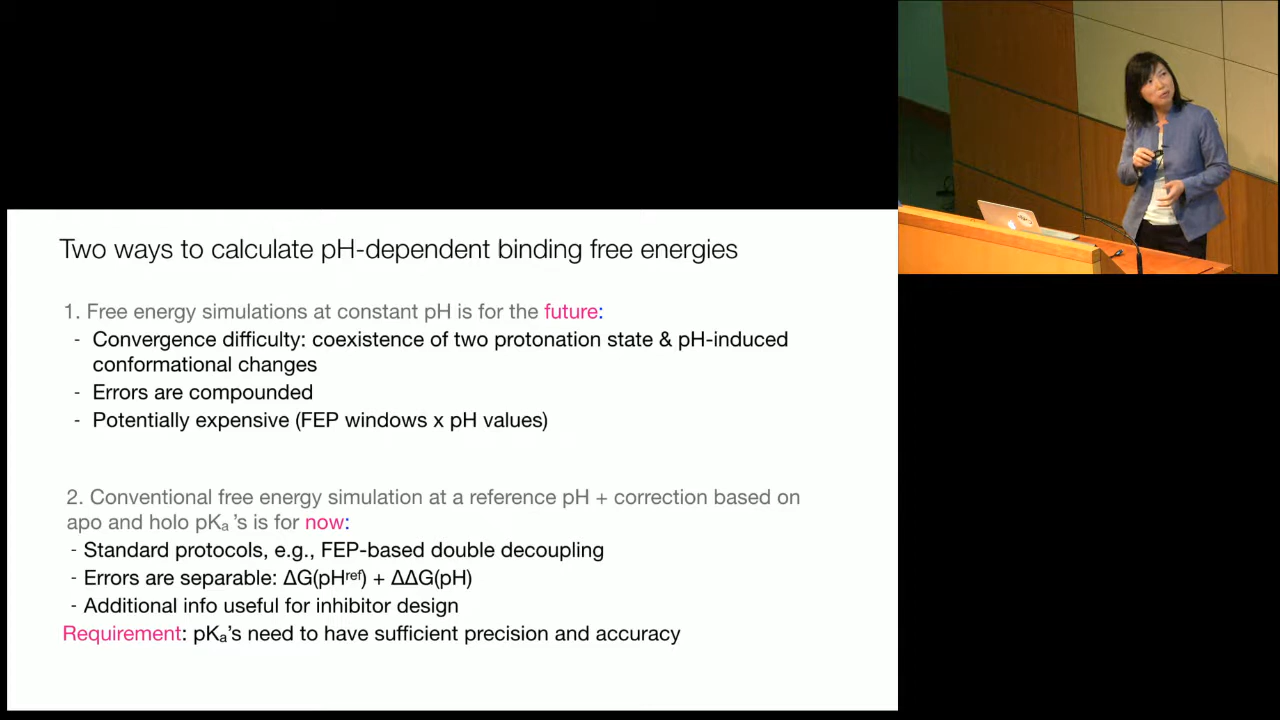 Two ways to calculate pH-dependent binding free energies
1. Free energy simulations at constant pH is for the future:
- Convergence difficulty: coexistence of two protonation state & pH-induced
conformational changes
- Errors are compounded
- Potentially expensive (FEP windows x pH values)
2. Conventional free energy simulation at a reference pH + correction based on
apo and holo pKₐ 's is for now:
- Standard protocols, e.g., FEP-based double decoupling
- Errors are separable: ΔG(pHʳᵉᶠ) + ΔΔG(pH)
- Additional info useful for inhibitor design
Requirement: pKₐ's need to have sufficient precision and accuracy